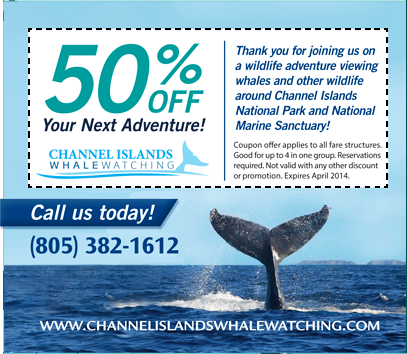 50% OFF
Your Next Adventure!
CHANNEL ISLANDS
WHALEWATCHING
Thank you for joining us on
a wildlife adventure viewing
whales and other wildlife
around Channel Islands
National Park and National
Marine Sanctuary!
Coupon offer applies to all fare structures.
Good for up to 4 in one group. Reservations
required. Not valid with any other discount
or promotion. Expires April 2014.
Call us today!
(805) 382-1612
WWW.CHANNELISLANDSWHALEWATCHING.COM